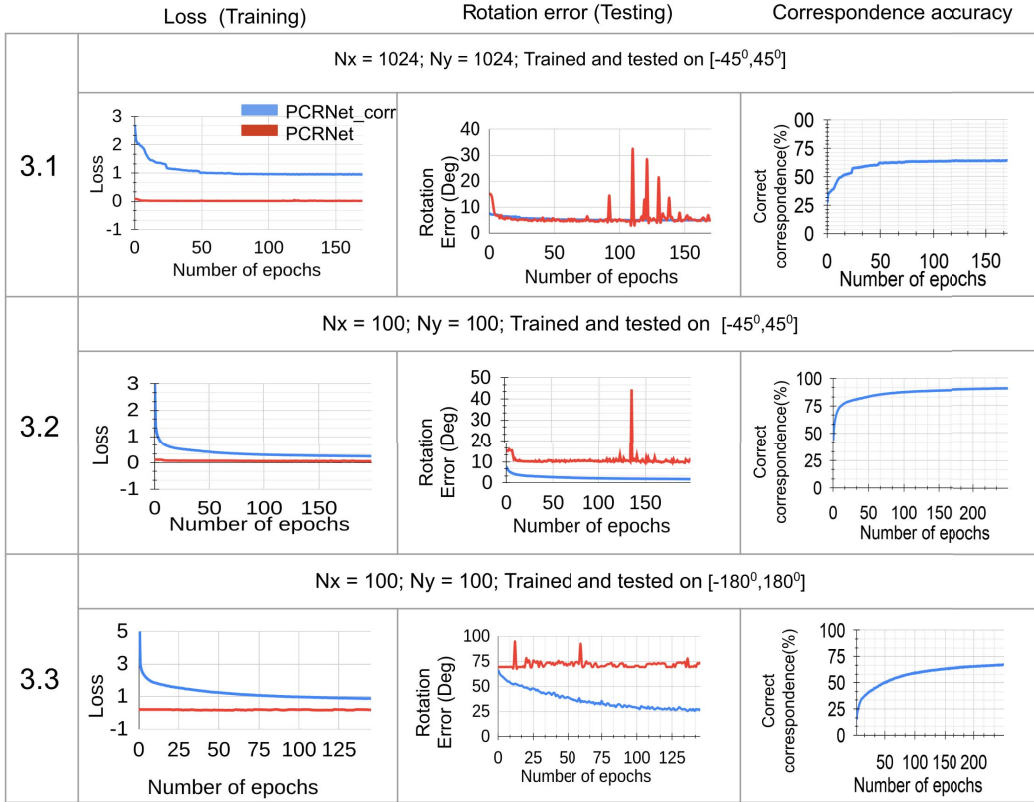 Loss (Training) Rotation error (Testing) Correspondence accuracy
3.1
Nx = 1024; Ny = 1024; Trained and tested on [-45⁰,45⁰]
PCRNet_corr
PCRNet
Loss
3
2
1
0
-1
0 50 100 150
Number of epochs
Rotation
Error (Deg)
40
30
20
10
0
0 50 100 150
Number of epochs
Correct
correspondence(%)
00
75
50
25
0
0 50 100 150
Number of epochs
3.2
Nx = 100; Ny = 100; Trained and tested on [-45⁰,45⁰]
Loss
3
2
1
0
-1
0 50 100 150
Number of epochs
Rotation
Error (Deg)
50
40
30
20
10
0
0 50 100 150
Number of epochs
Correct
correspondence(%)
100
75
50
25
0
0 50 100 150 200
Number of epochs
3.3
Nx = 100; Ny = 100; Trained and tested on [-180⁰,180⁰]
Loss
5
3
1
-1
0 25 50 75 100 125
Number of epochs
Rotation
Error (Deg)
100
75
50
25
0
0 25 50 75 100 125
Number of epochs
Correct
correspondence(%)
100
75
50
25
0
50 100 150 200
Number of epochs